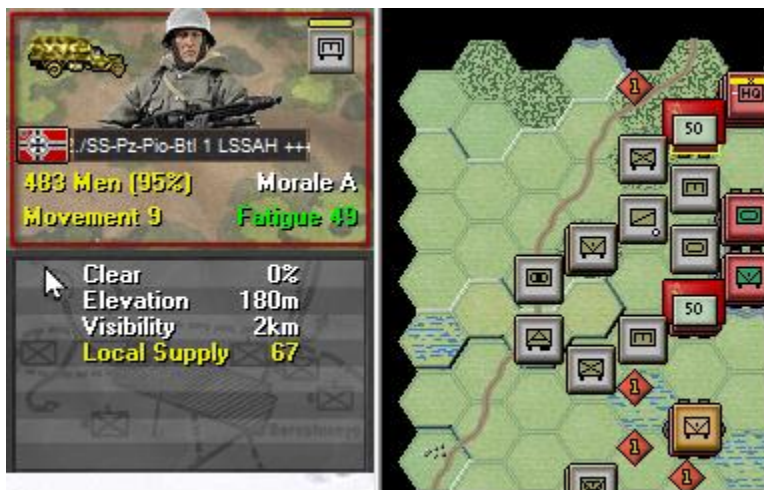 ./SS-Pz-Pio-Btl 1 LSSAH +++
483 Men (95%) Morale A
Movement 9 Fatigue 49
Clear 0%
Elevation 180m
Visibility 2km
Local Supply 67
1
HQ
50
50
1
1
1